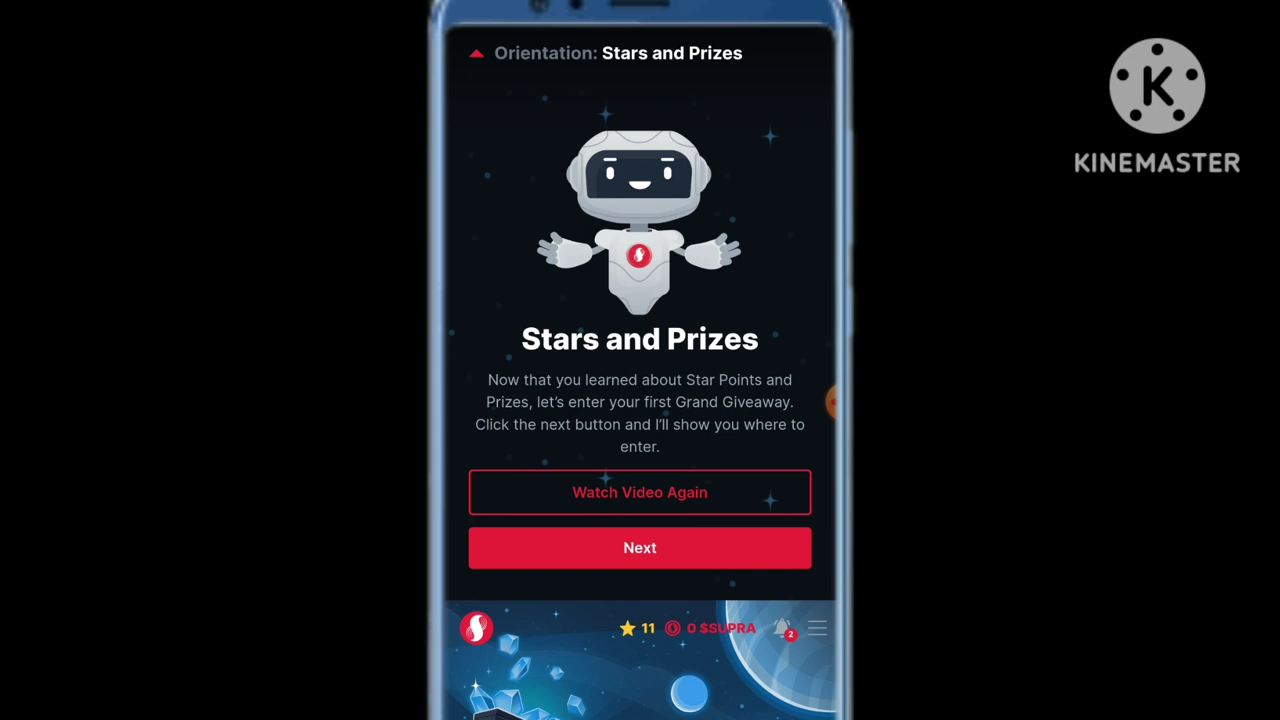 Orientation: Stars and Prizes
K
KINEMASTER
Stars and Prizes
Now that you learned about Star Points and
Prizes, let's enter your first Grand Giveaway.
Click the next button and I'll show you where to
enter.
Watch Video Again
Next
11 0 $SUPRA 2